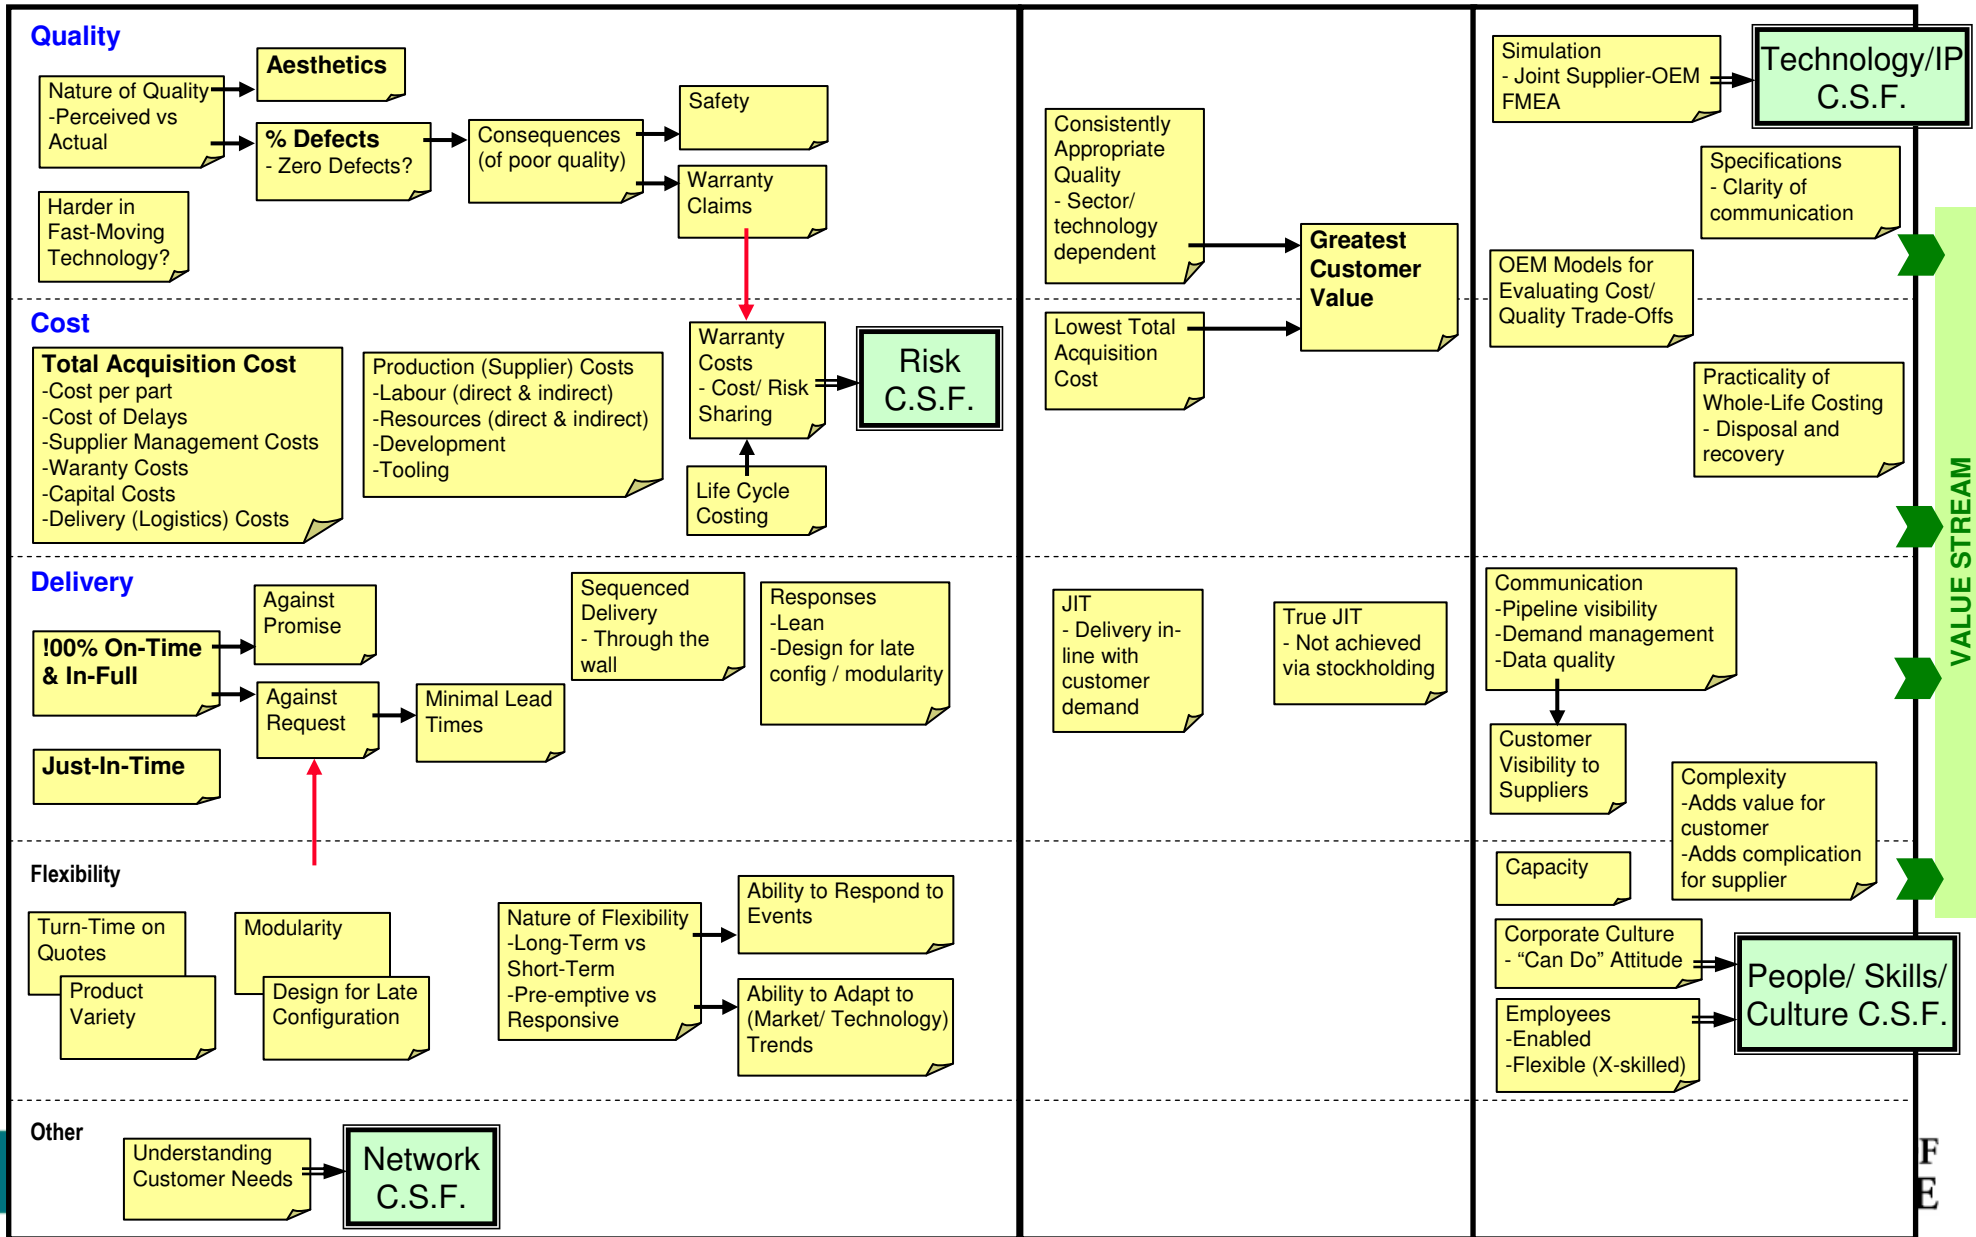 Quality
Aesthetics
Nature of Quality
-Perceived vs
Actual
% Defects
- Zero Defects?
Consequences
(of poor quality)
Safety
Warranty
Claims
Harder in
Fast-Moving
Technology?
Consistently
Appropriate
Quality
- Sector/
technology
dependent
Greatest
Customer
Value
Simulation
- Joint Supplier-OEM
FMEA
Technology/IP
C.S.F.
Specifications
- Clarity of
communication
OEM Models for
Evaluating Cost/
Quality Trade-Offs
Cost
Total Acquisition Cost
-Cost per part
-Cost of Delays
-Supplier Management Costs
-Waranty Costs
-Capital Costs
-Delivery (Logistics) Costs
Production (Supplier) Costs
-Labour (direct & indirect)
-Resources (direct & indirect)
-Development
-Tooling
Warranty
Costs
- Cost/ Risk
Sharing
Risk
C.S.F.
Life Cycle
Costing
Lowest Total
Acquisition
Cost
Practicality of
Whole-Life Costing
- Disposal and
recovery
VALUE STREAM
Delivery
!00% On-Time
& In-Full
Against
Promise
Against
Request
Minimal Lead
Times
Sequenced
Delivery
- Through the
wall
Responses
-Lean
-Design for late
config / modularity
Just-In-Time
JIT
- Delivery in-
line with
customer
demand
True JIT
- Not achieved
via stockholding
Communication
-Pipeline visibility
-Demand management
-Data quality
Customer
Visibility to
Suppliers
Complexity
-Adds value for
customer
-Adds complication
for supplier
Flexibility
Turn-Time on
Quotes
Product
Variety
Modularity
Design for Late
Configuration
Nature of Flexibility
-Long-Term vs
Short-Term
-Pre-emptive vs
Responsive
Ability to Respond to
Events
Ability to Adapt to
(Market/ Technology)
Trends
Capacity
Corporate Culture
- “Can Do” Attitude
Employees
-Enabled
-Flexible (X-skilled)
People/ Skills/
Culture C.S.F.
Other
Understanding
Customer Needs
Network
C.S.F.
F
E